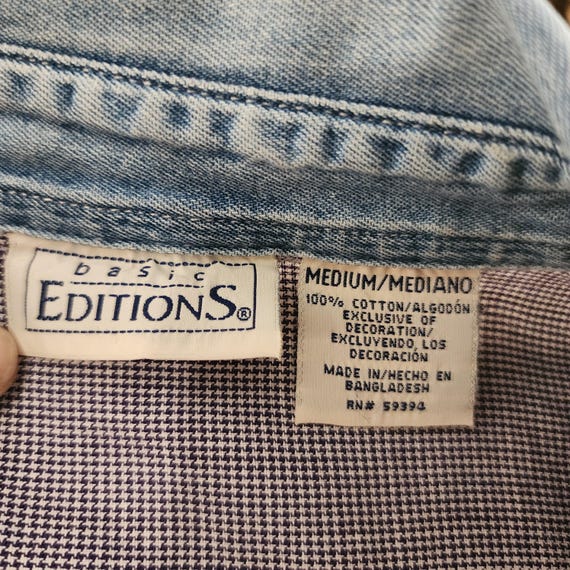 basic
EDITIONS®
MEDIUM/MEDIANO
100% COTTON/ALGODÓN
EXCLUSIVE OF
DECORATION/
EXCLUYENDO, LOS
DECORACIÓN
MADE IN/HECHO EN
BANGLADESH
RN# 59394